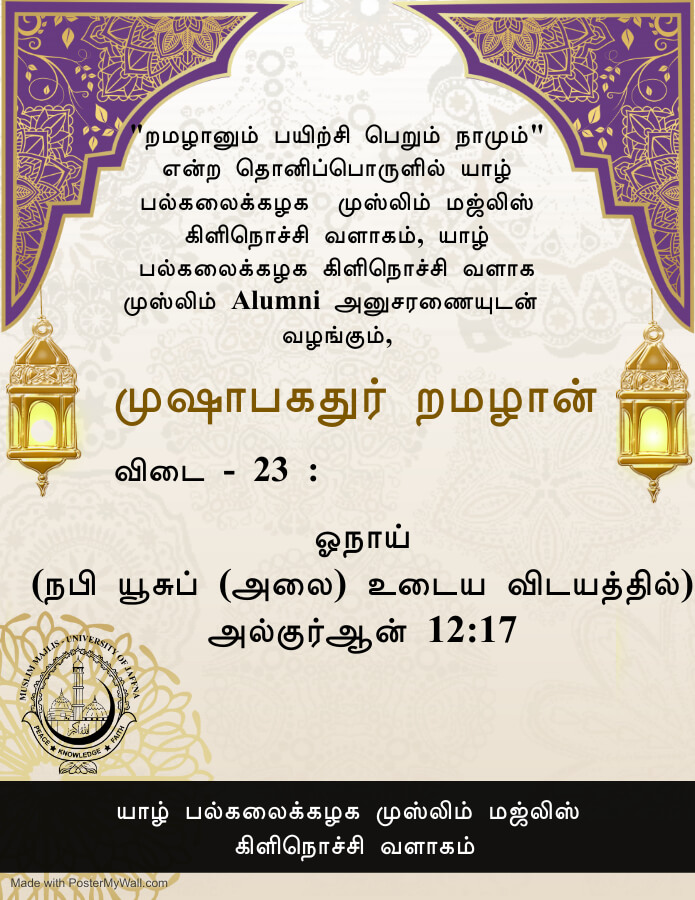 "றமழானும் பயிற்சி பெறும் நாமும்"
என்ற தொனிப்பொருளில் யாழ்
பல்கலைக்கழக முஸ்லிம் மஜ்லிஸ்
கிளிநொச்சி வளாகம், யாழ்
பல்கலைக்கழக கிளிநொச்சி வளாக
முஸ்லிம் Alumni அனுசரணையுடன்
வழங்கும்,
முஷாபகதுர் றமழான்
விடை - 23 :
ஓநாய்
(நபி யூசுப் (அலை) உடைய விடயத்தில்)
அல்குர்ஆன் 12:17
MUSLIM MAJLIS - UNIVERSITY OF JAFFNA
الله اكبر
PEACE ★ KNOWLEDGE ★ FAITH
யாழ் பல்கலைக்கழக முஸ்லிம் மஜ்லிஸ்
கிளிநொச்சி வளாகம்
Made with PosterMyWall.com